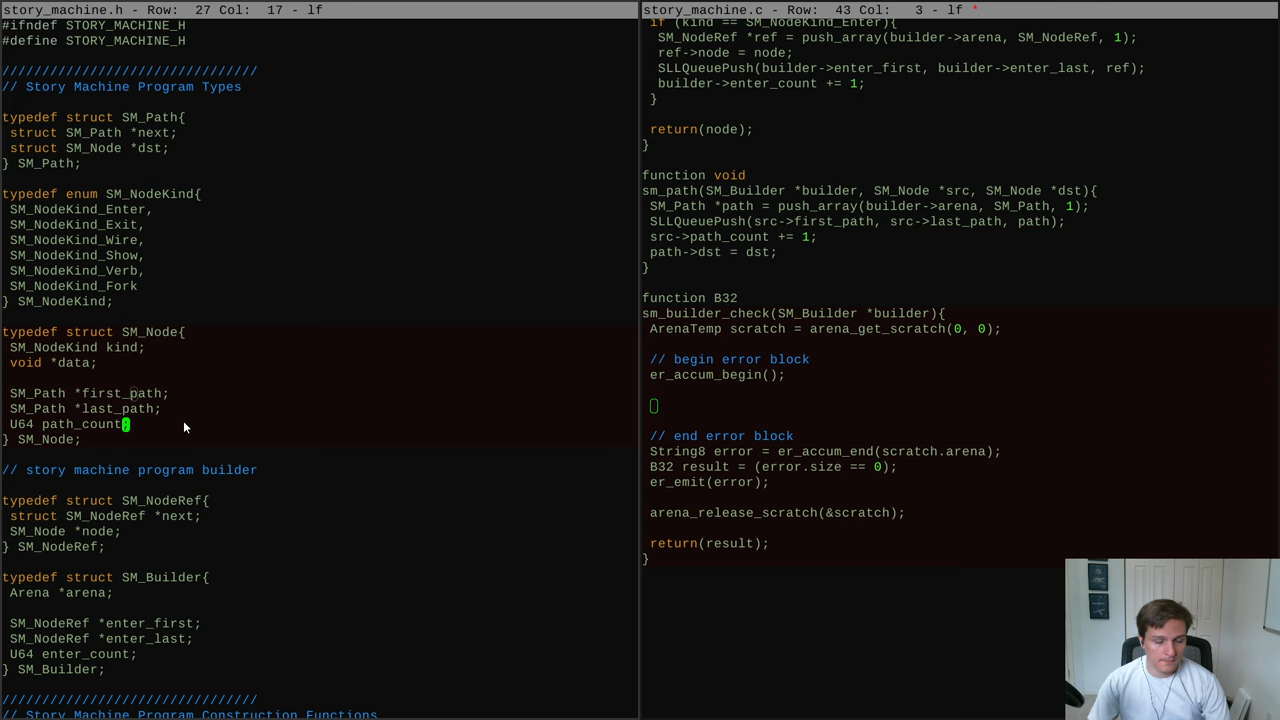 story_machine.h - Row:  27 Col:  17 - lf
#ifndef STORY_MACHINE_H
#define STORY_MACHINE_H
////////////////////////////////
// Story Machine Program Types
typedef struct SM_Path{
struct SM_Path *next;
struct SM_Node *dst;
} SM_Path;
typedef enum SM_NodeKind{
SM_NodeKind_Enter,
SM_NodeKind_Exit,
SM_NodeKind_Wire,
SM_NodeKind_Show,
SM_NodeKind_Verb,
SM_NodeKind_Fork
} SM_NodeKind;
typedef struct SM_Node{
SM_NodeKind kind;
void *data;
SM_Path *first_path;
SM_Path *last_path;
U64 path_count;
} SM_Node;
// story machine program builder
typedef struct SM_NodeRef{
struct SM_NodeRef *next;
SM_Node *node;
} SM_NodeRef;
typedef struct SM_Builder{
Arena *arena;
SM_NodeRef *enter_first;
SM_NodeRef *enter_last;
U64 enter_count;
} SM_Builder;
////////////////////////////////
// Story Machine Program Construction Functions
story_machine.c - Row:  43 Col:   3 - lf *
if (kind == SM_NodeKind_Enter){
SM_NodeRef *ref = push_array(builder->arena, SM_NodeRef, 1);
ref->node = node;
SLLQueuePush(builder->enter_first, builder->enter_last, ref);
builder->enter_count += 1;
}
return(node);
}
function void
sm_path(SM_Builder *builder, SM_Node *src, SM_Node *dst){
SM_Path *path = push_array(builder->arena, SM_Path, 1);
SLLQueuePush(src->first_path, src->last_path, path);
src->path_count += 1;
path->dst = dst;
}
function B32
sm_builder_check(SM_Builder *builder){
ArenaTemp scratch = arena_get_scratch(0, 0);
// begin error block
er_accum_begin();
// end error block
String8 error = er_accum_end(scratch.arena);
B32 result = (error.size == 0);
er_emit(error);
arena_release_scratch(&scratch);
return(result);
}